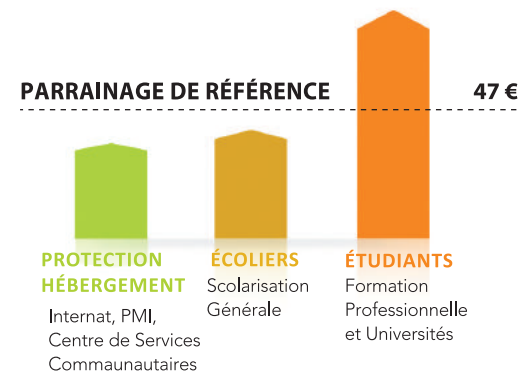 PARRAINAGE DE RÉFÉRENCE 47 €
PROTECTION
HÉBERGEMENT
Internat, PMI,
Centre de Services
Commaunautaires
ÉCOLIERS
Scolarisation
Générale
ÉTUDIANTS
Formation
Professionnelle
et Universités